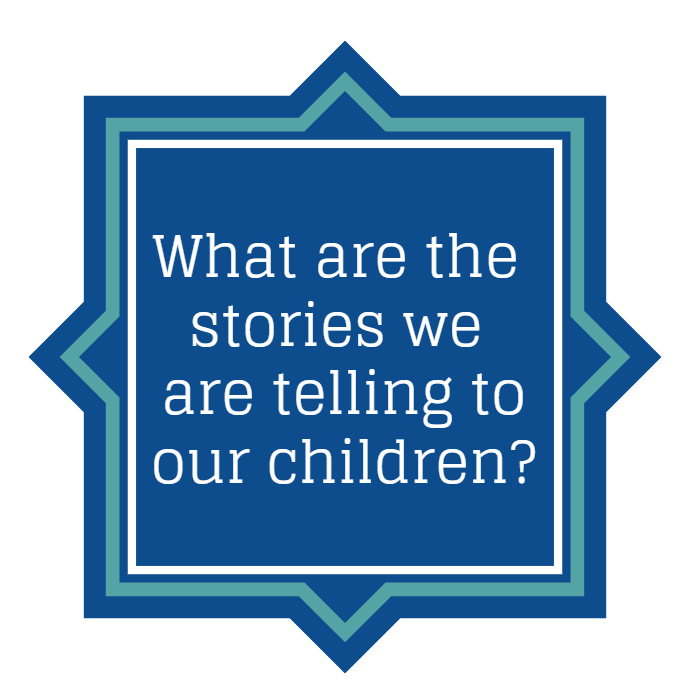 What are the
stories we
are telling to
our children?